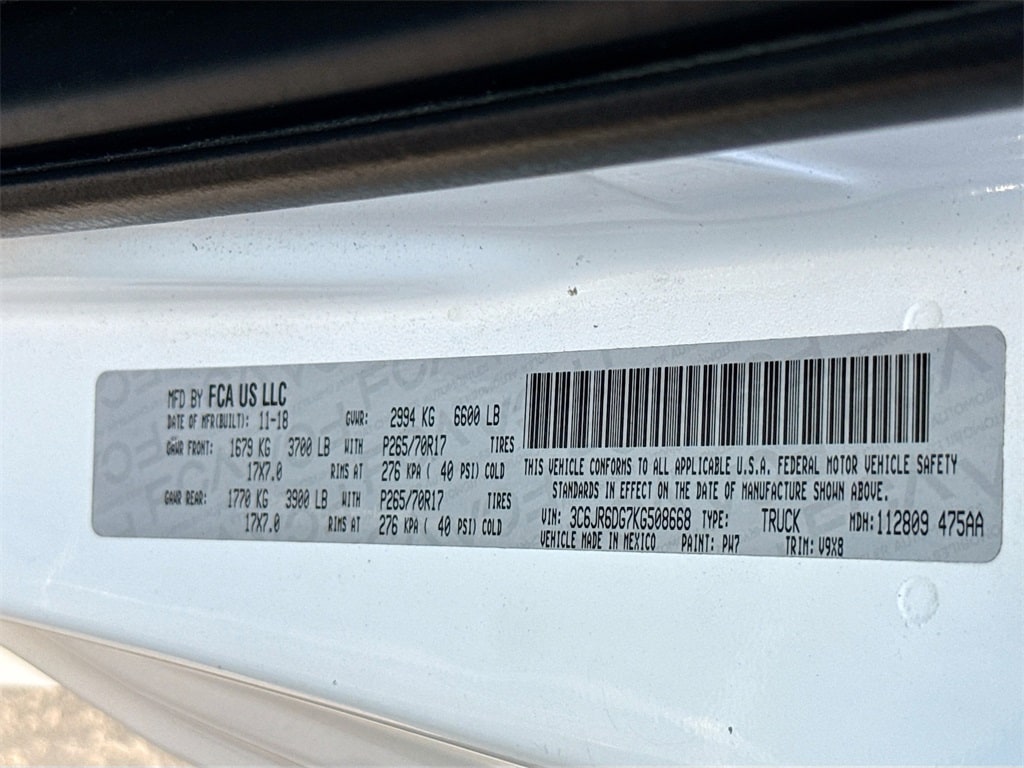 MFD BY FCA US LLC
DATE OF MFR(BUILT): 11-18 GVWR: 2994 KG 6600 LB
GAWR FRONT: 1679 KG 3700 LB WITH P265/70R17 TIRES
17X7.0 RIMS AT 276 KPA ( 40 PSI) COLD
GAWR REAR: 1770 KG 3900 LB WITH P265/70R17 TIRES
17X7.0 RIMS AT 276 KPA ( 40 PSI) COLD
THIS VEHICLE CONFORMS TO ALL APPLICABLE U.S.A. FEDERAL MOTOR VEHICLE SAFETY
STANDARDS IN EFFECT ON THE DATE OF MANUFACTURE SHOWN ABOVE.
VIN: 3C6JR6DG7KG508668 TYPE: TRUCK MDH:112809 475AA
VEHICLE MADE IN MEXICO PAINT: PW7 TRIM: V9X8